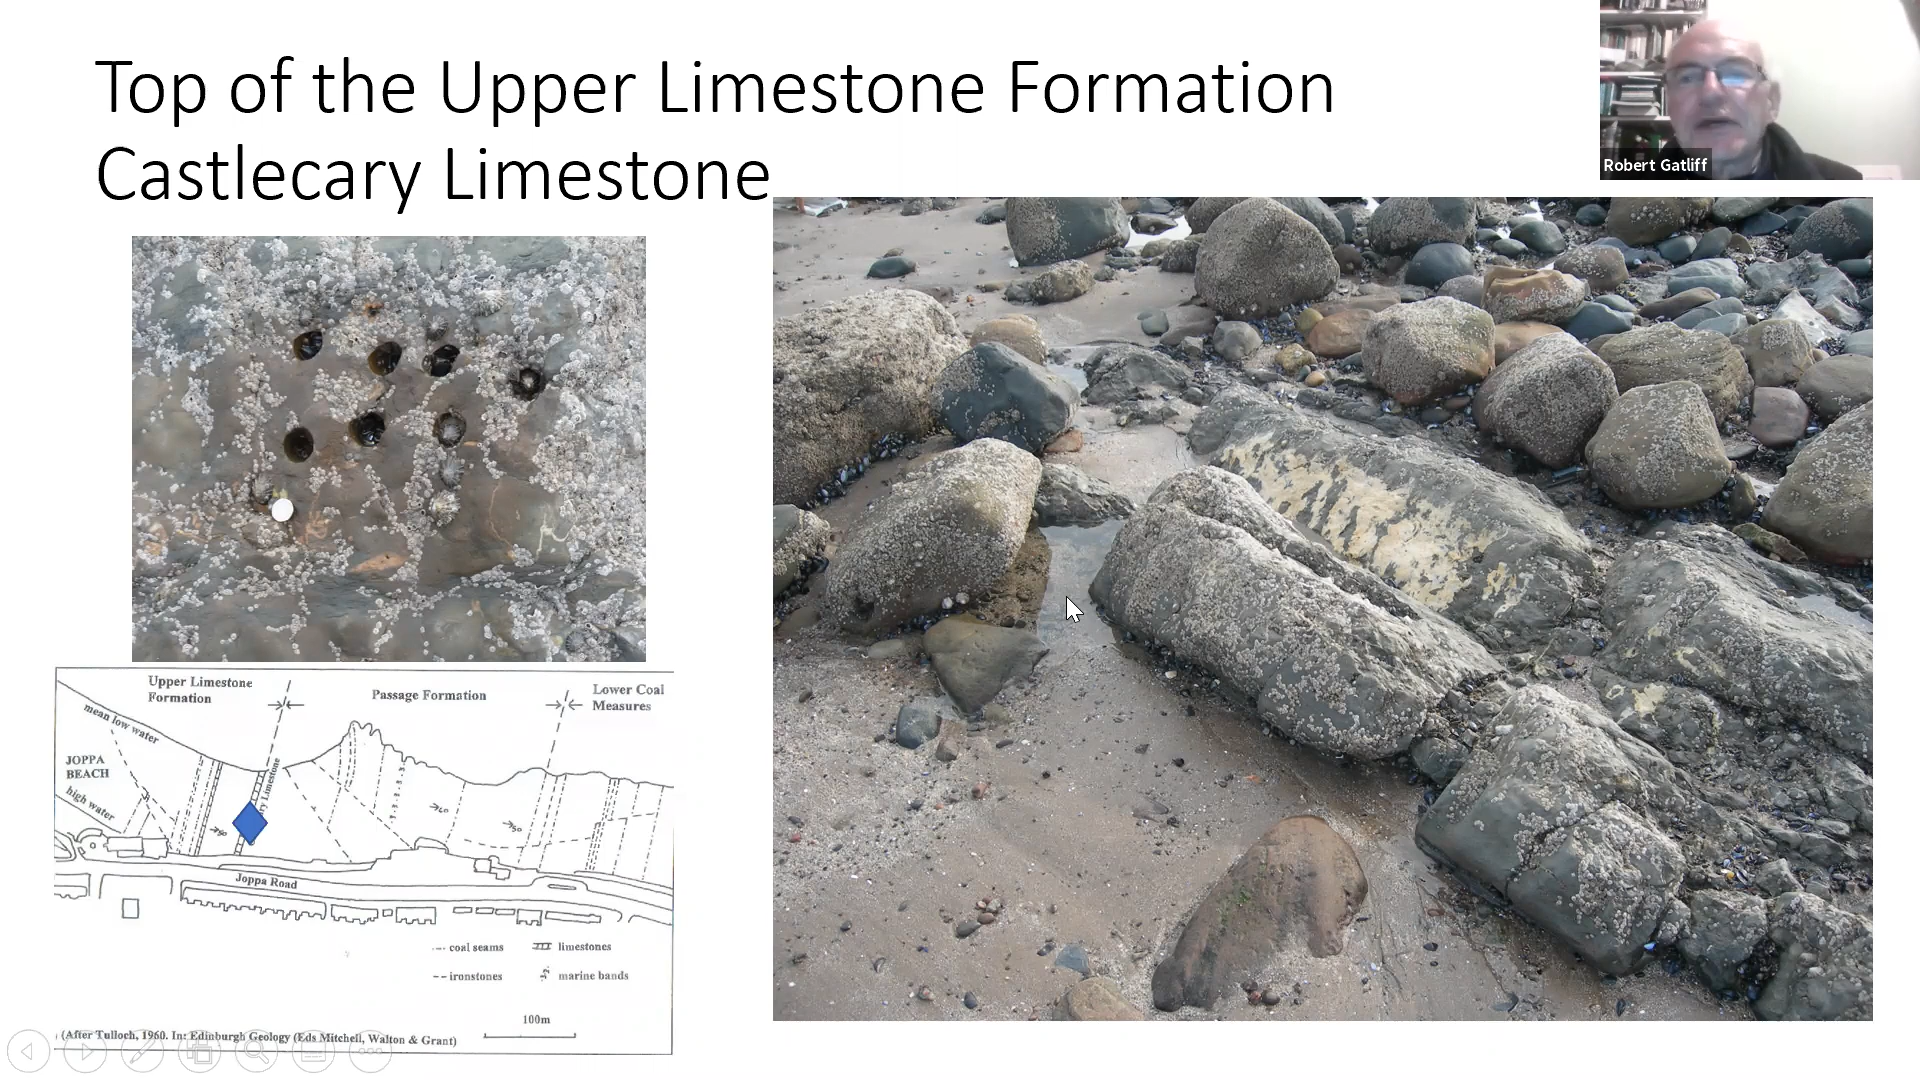 Top of the Upper Limestone Formation
Castlecary Limestone
Robert Gatliff
Upper Limestone
Formation
Passage Formation
Lower Coal
Measures
mean low water
JOPPA
BEACH
high water
ry Limestone
Joppa Road
coal seams
limestones
ironstones
marine bands
100m
(After Tulloch, 1960. In: Edinburgh Geology (Eds Mitchell, Walton & Grant)